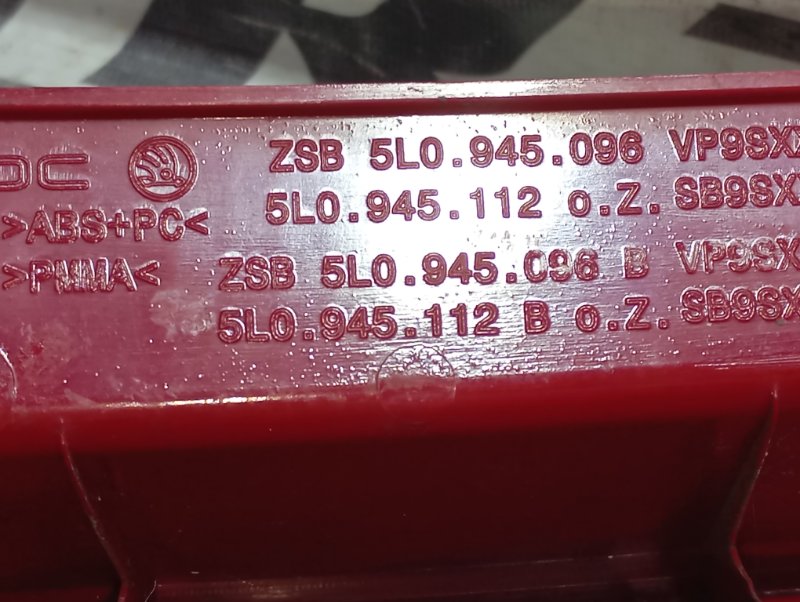 ZSB 5L0.945.096 VP9SX
5L0.945.112 o.Z. SB9SX
>ABS+PC<
>PMMA< ZSB 5L0.945.096 B VP9SX
5L0.945.112 B o.Z. SB9SX